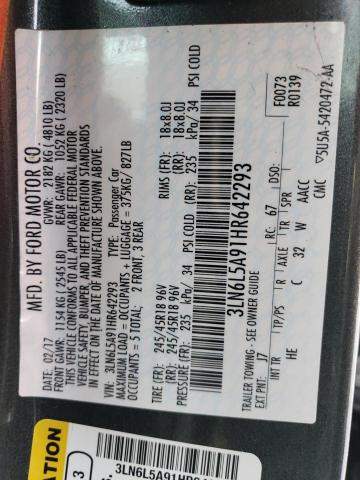 MFD. BY FORD MOTOR CO.
02/17 GVWR: 2182 KG ( 4810 LB)
FRONT GAWR: 1154 KG ( 2545 LB) REAR GAWR: 1052 KG ( 2320 LB)
THIS VEHICLE CONFORMS TO ALL APPLICABLE FEDERAL MOTOR
VEHICLE SAFETY, BUMPER AND THEFT PREVENTION STANDARDS
IN EFFECT ON THE DATE OF MANUFACTURE SHOWN ABOVE.
VIN: 3LN6L5A91HR642293 TYPE: Passenger Car
MAXIMUM LOAD = OCCUPANTS + LUGGAGE = 375KG/ 827LB
OCCUPANTS = 5 TOTAL: 2 FRONT, 3 REAR
TIRE (FR): 245/45R18 96V RIMS (FR): 18x8.0J
TIRE (RR): 245/45R18 96V RIMS (RR): 18x8.0J
PRESSURE (FR): 235 kPa/ 34 PSI COLD (RR): 235 kPa/ 34 PSI COLD
3LN6L5A91HR642293
F0073
R0139
TRAILER TOWING - SEE OWNER GUIDE
EXT PNT: J7 RC: 67 DSO:
INT TR TP/PS R AXLE TR SPR
HE C 32 W AACC
CMC ▽5U5A-5420472-AA
ATION
3